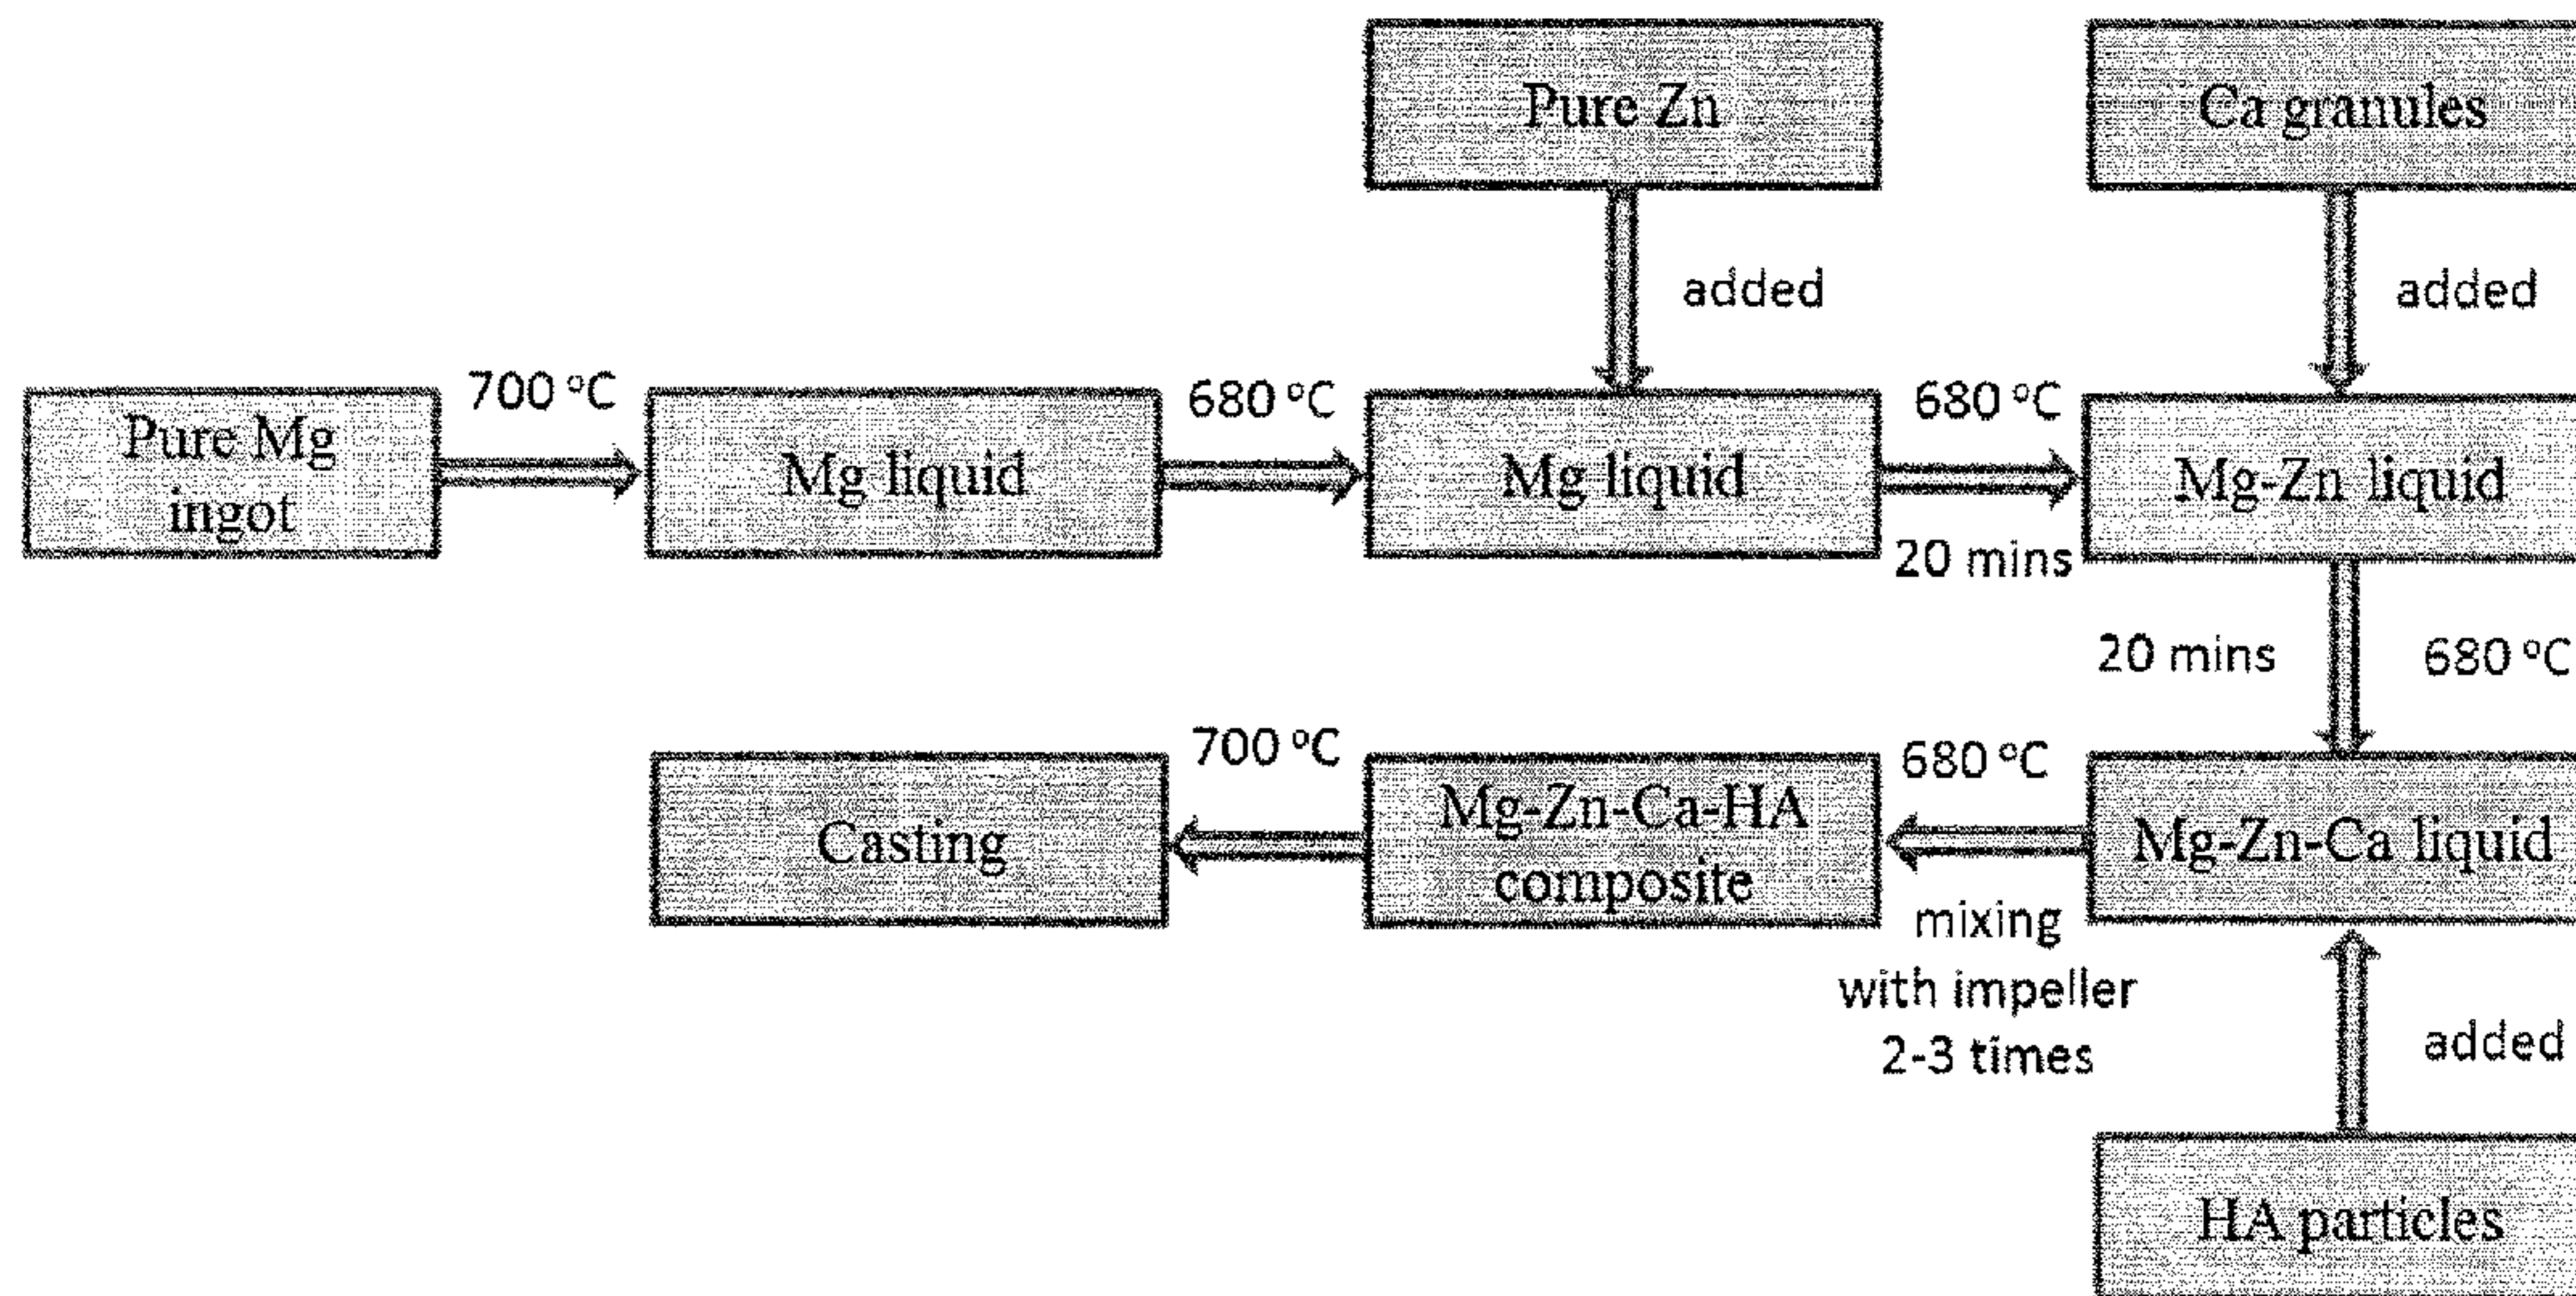 Pure Zn
Ca granules
added
added
Pure Mg
ingot
700 °C
Mg liquid
680 °C
Mg liquid
680 °C
20 mins
Mg-Zn liquid
20 mins
680 °C
Casting
700 °C
Mg-Zn-Ca-HA
composite
680 °C
mixing
with impeller
2-3 times
Mg-Zn-Ca liquid
added
HA particles